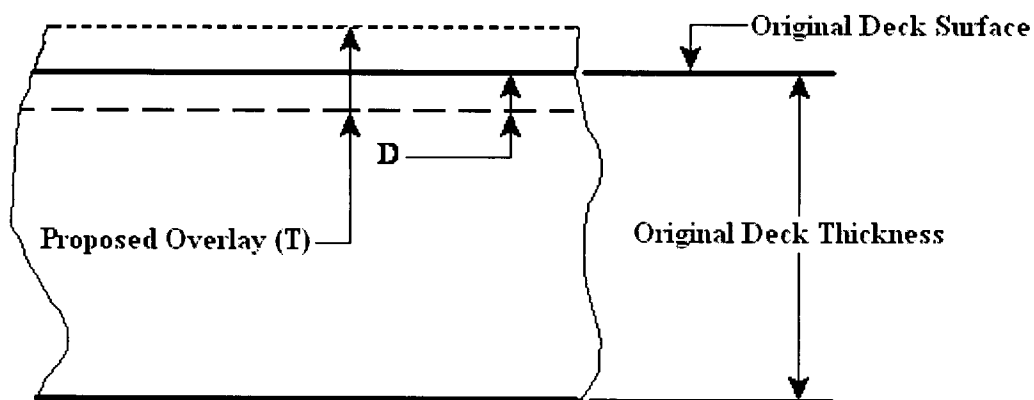 Original Deck Surface
D
Proposed Overlay (T)
Original Deck Thickness